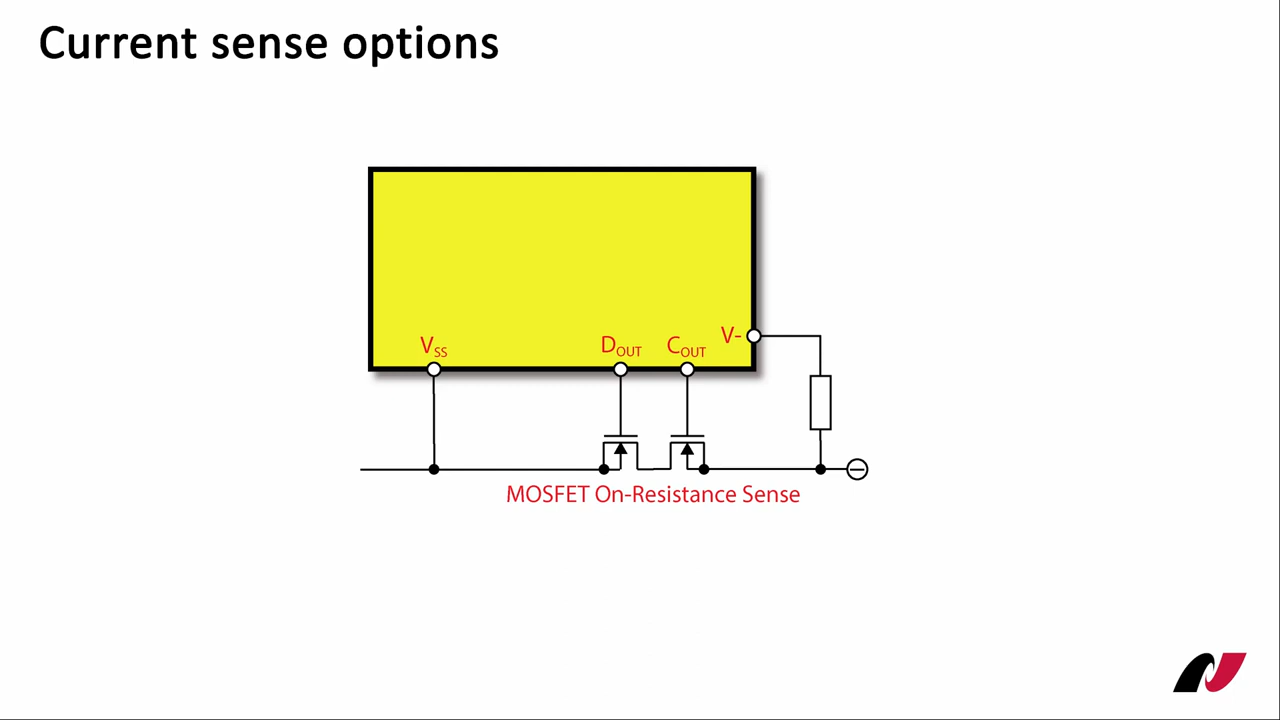 Current sense options
V-
VSS
DOUT
COUT
MOSFET On-Resistance Sense